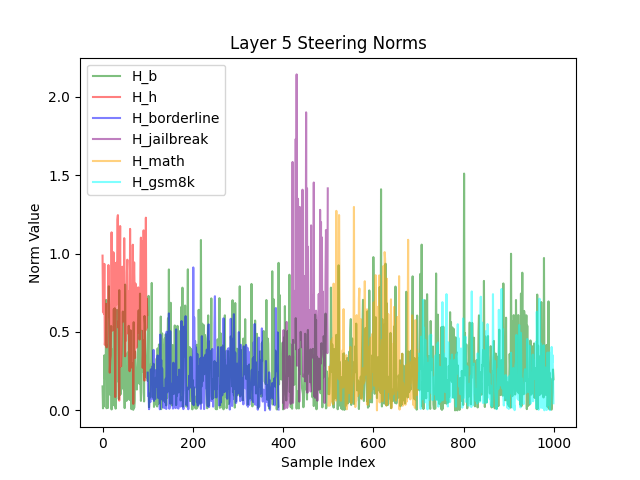 Layer 5 Steering Norms
H_b
H_h
H_borderline
H_jailbreak
H_math
H_gsm8k
Norm Value
2.0
1.5
1.0
0.5
0.0
0
200
400
600
800
1000
Sample Index